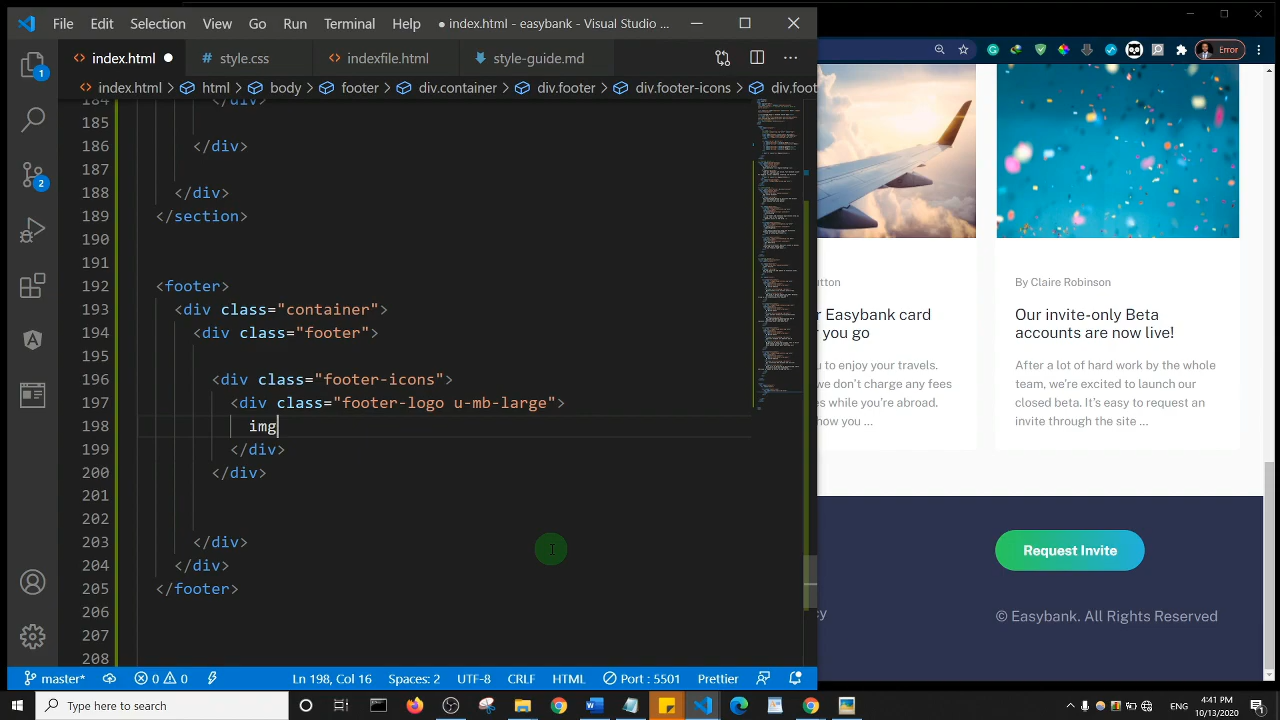 File Edit Selection View Go Run Terminal Help ● index.html - easybank - Visual Studio ...
index.html ● # style.css <> indexfile.html style-guide.md ...
<> index.html > html > body > footer > div.container > div.footer > div.footer-icons > div.foot
184 </div>
185
186 </div>
187
188 </div>
189 </section>
190
191
192 <footer>
193 <div class="container">
194 <div class="footer">
195
196 <div class="footer-icons">
197 <div class="footer-logo u-mb-large">
198 img
199 </div>
200 </div>
201
202
203 </div>
204 </div>
205 </footer>
206
207
208
1
2
master* 0 0 Ln 198, Col 16 Spaces: 2 UTF-8 CRLF HTML Port : 5501 Prettier
Error
utton
r Easybank card
you go
u to enjoy your travels.
we don't charge any fees
es while you're abroad.
how you ...
By Claire Robinson
Our invite-only Beta
accounts are now live!
After a lot of hard work by the whole
team, we're excited to launch our
closed beta. It's easy to request an
invite through the site ...
Request Invite
cy
© Easybank. All Rights Reserved
Type here to search
ENG
4:41 PM
10/13/2020
1